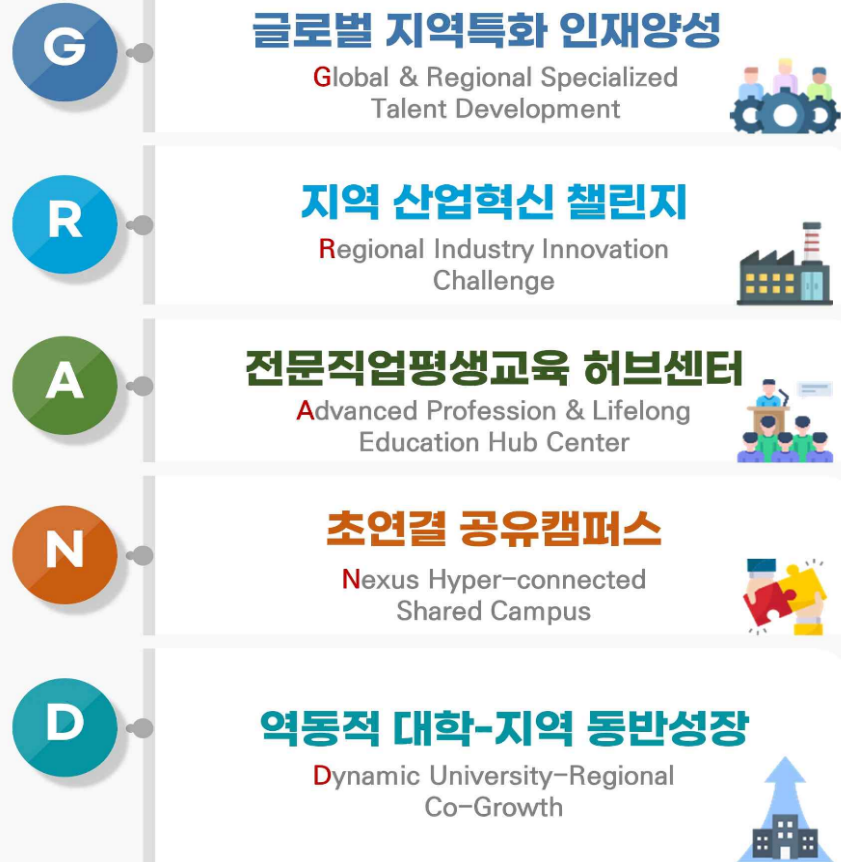 G
글로벌 지역특화 인재양성
Global & Regional Specialized
Talent Development
R
지역 산업혁신 챌린지
Regional Industry Innovation
Challenge
A
전문직업평생교육 허브센터
Advanced Profession & Lifelong
Education Hub Center
N
초연결 공유캠퍼스
Nexus Hyper-connected
Shared Campus
D
역동적 대학-지역 동반성장
Dynamic University-Regional
Co-Growth